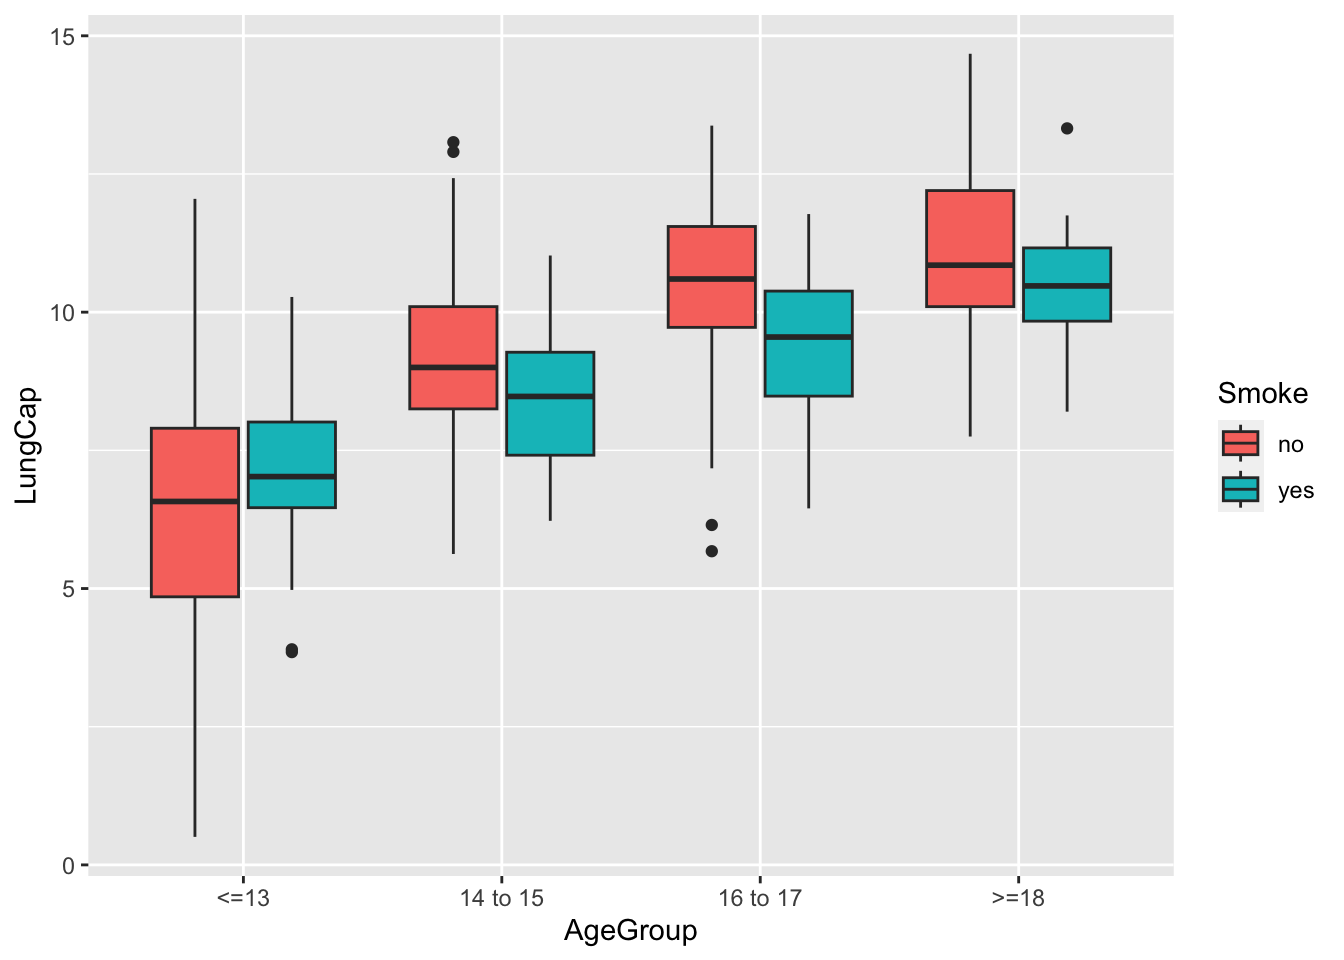 15
10
5
0
LungCap
<=13
14 to 15
16 to 17
>=18
AgeGroup
Smoke
no
yes